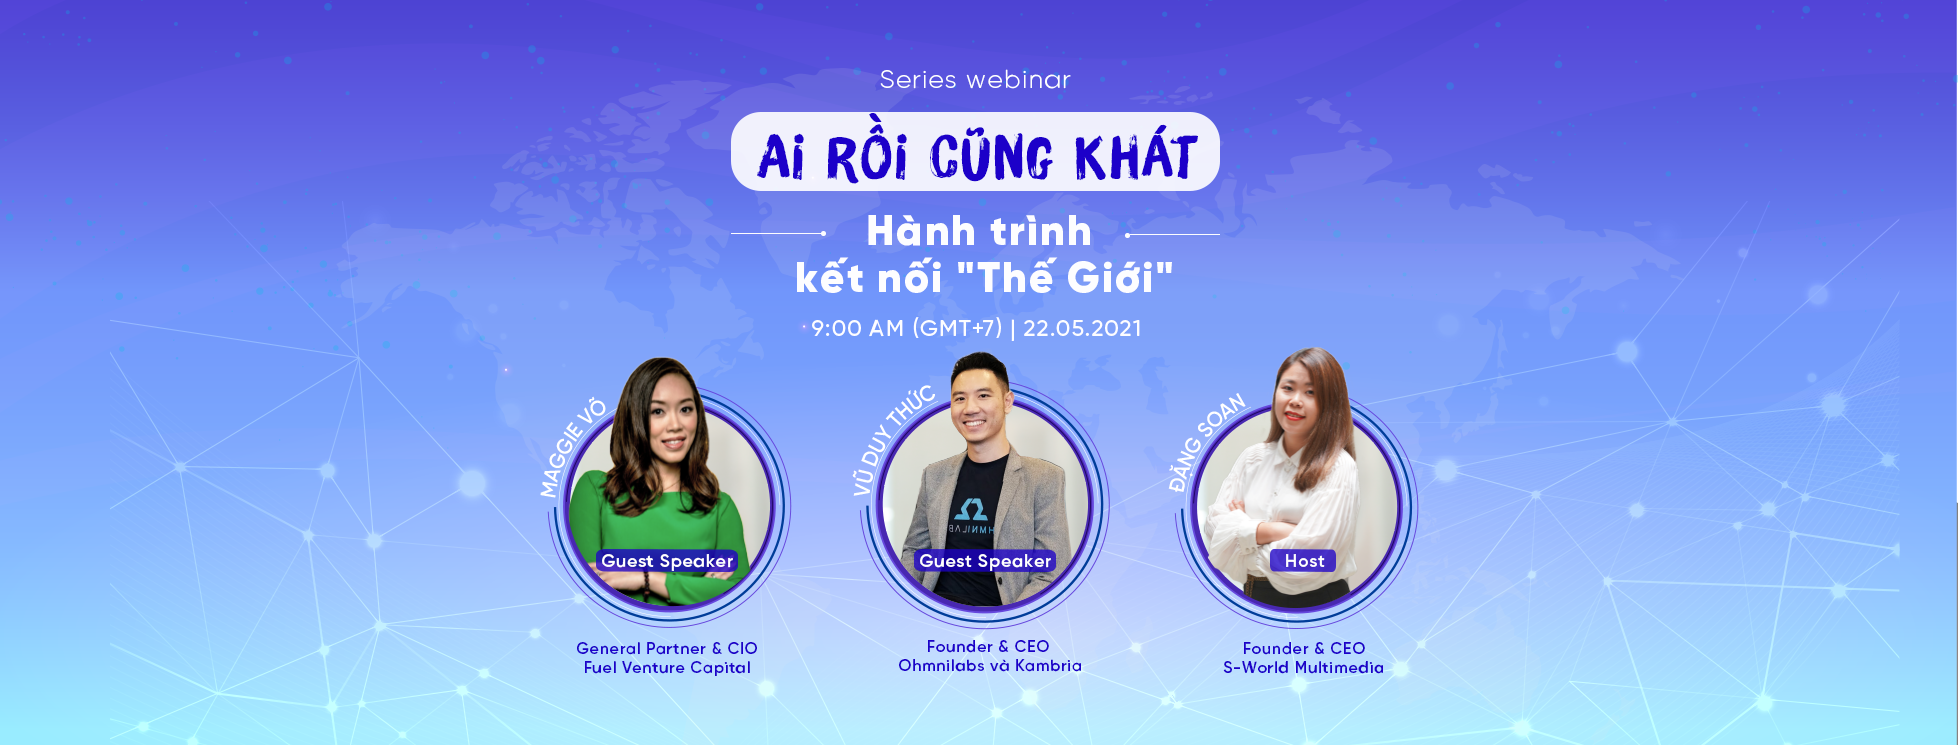 Series webinar
Ai RỒi CŨNG KHÁT
Hành trình
kết nối "Thế Giới"
9:00 AM (GMT+7) | 22.05.2021
MAGGIE VÕ
VŨ DUY THỨC
ĐẶNG SOAN
HMNILAB
Guest Speaker
Guest Speaker
Host
General Partner & CIO
Fuel Venture Capital
Founder & CEO
Ohmnilabs và Kambria
Founder & CEO
S-World Multimedia